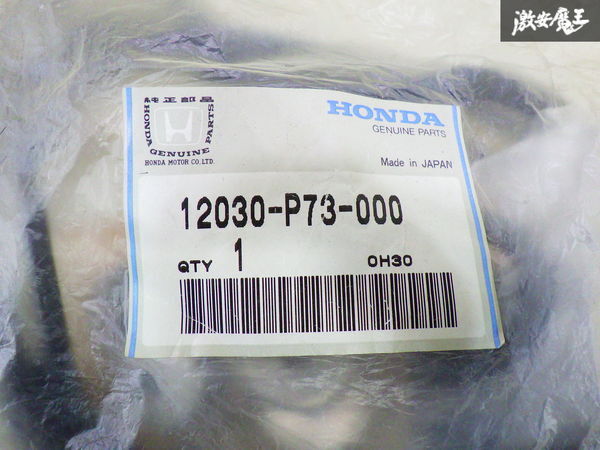 激安魔王
純正部品
HONDA GENUINE PARTS
HONDA MOTOR CO.,LTD.
HONDA
GENUINE PARTS
Made in JAPAN
12030-P73-000
QTY 1 0H30